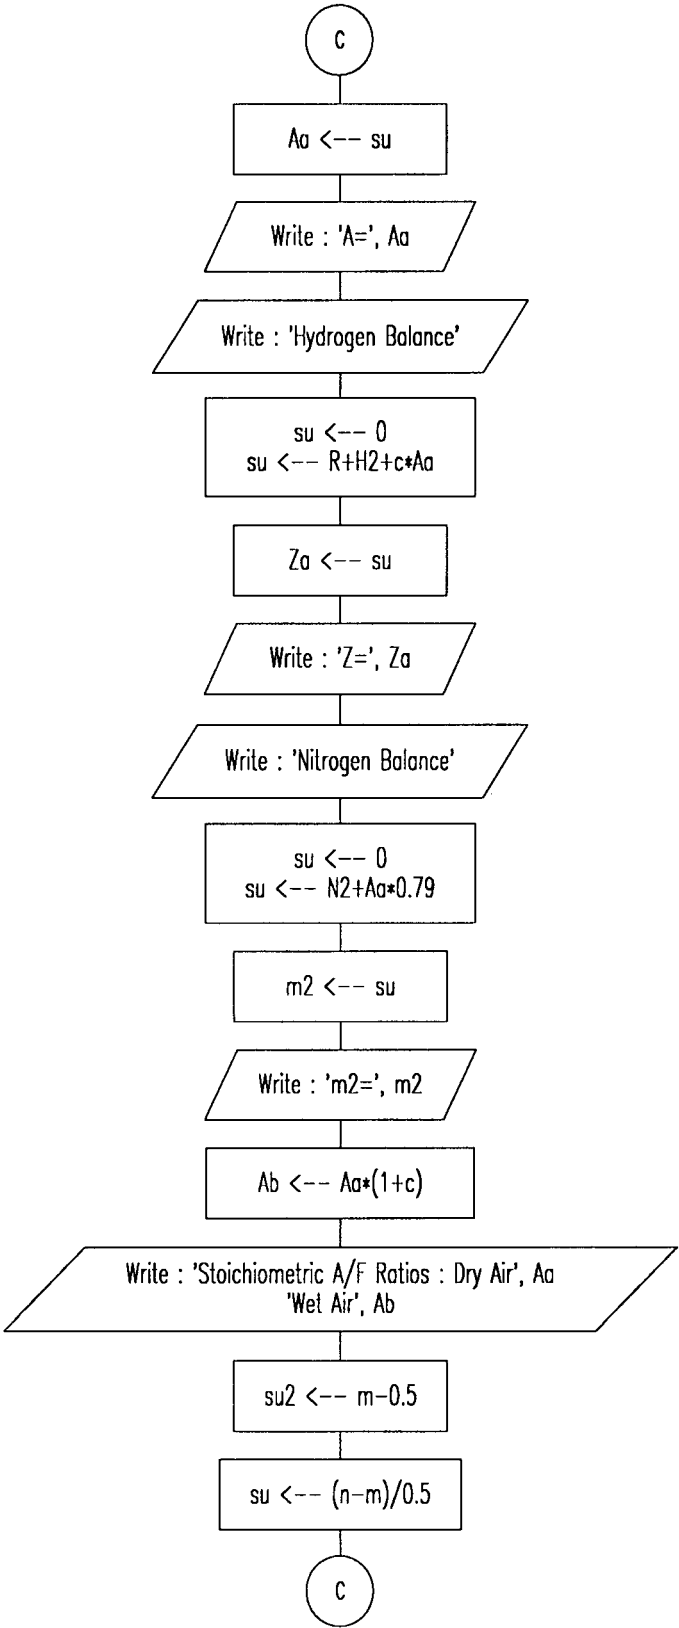 C
Aa <-- su
Write : 'A=', Aa
Write : 'Hydrogen Balance'
su <-- 0
su <-- R+H2+c*Aa
Za <-- su
Write : 'Z=', Za
Write : 'Nitrogen Balance'
su <-- 0
su <-- N2+Aa*0.79
m2 <-- su
Write : 'm2=', m2
Ab <-- Aa*(1+c)
Write : 'Stoichiometric A/F Ratios : Dry Air', Aa
'Wet Air', Ab
su2 <-- m-0.5
su <-- (n-m)/0.5
C